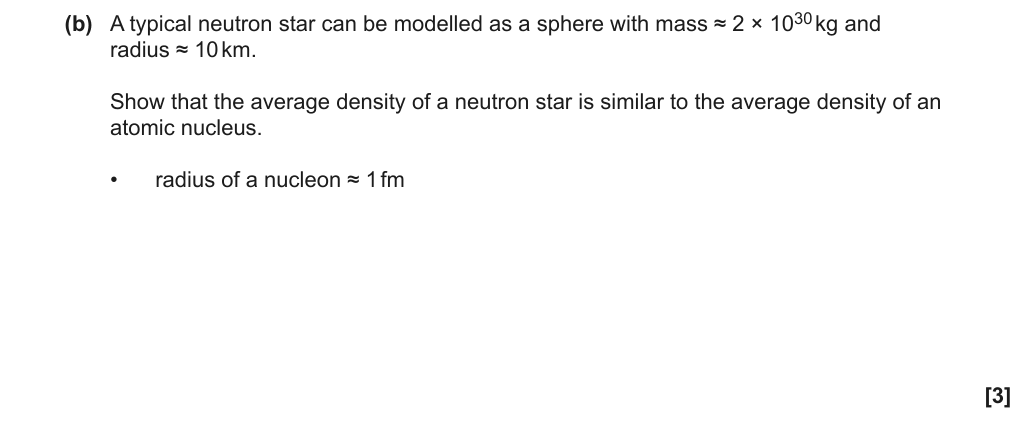 (b) A typical neutron star can be modelled as a sphere with mass ≈ 2 × 10³⁰ kg and
radius ≈ 10 km.
Show that the average density of a neutron star is similar to the average density of an
atomic nucleus.
• radius of a nucleon ≈ 1 fm
[3]